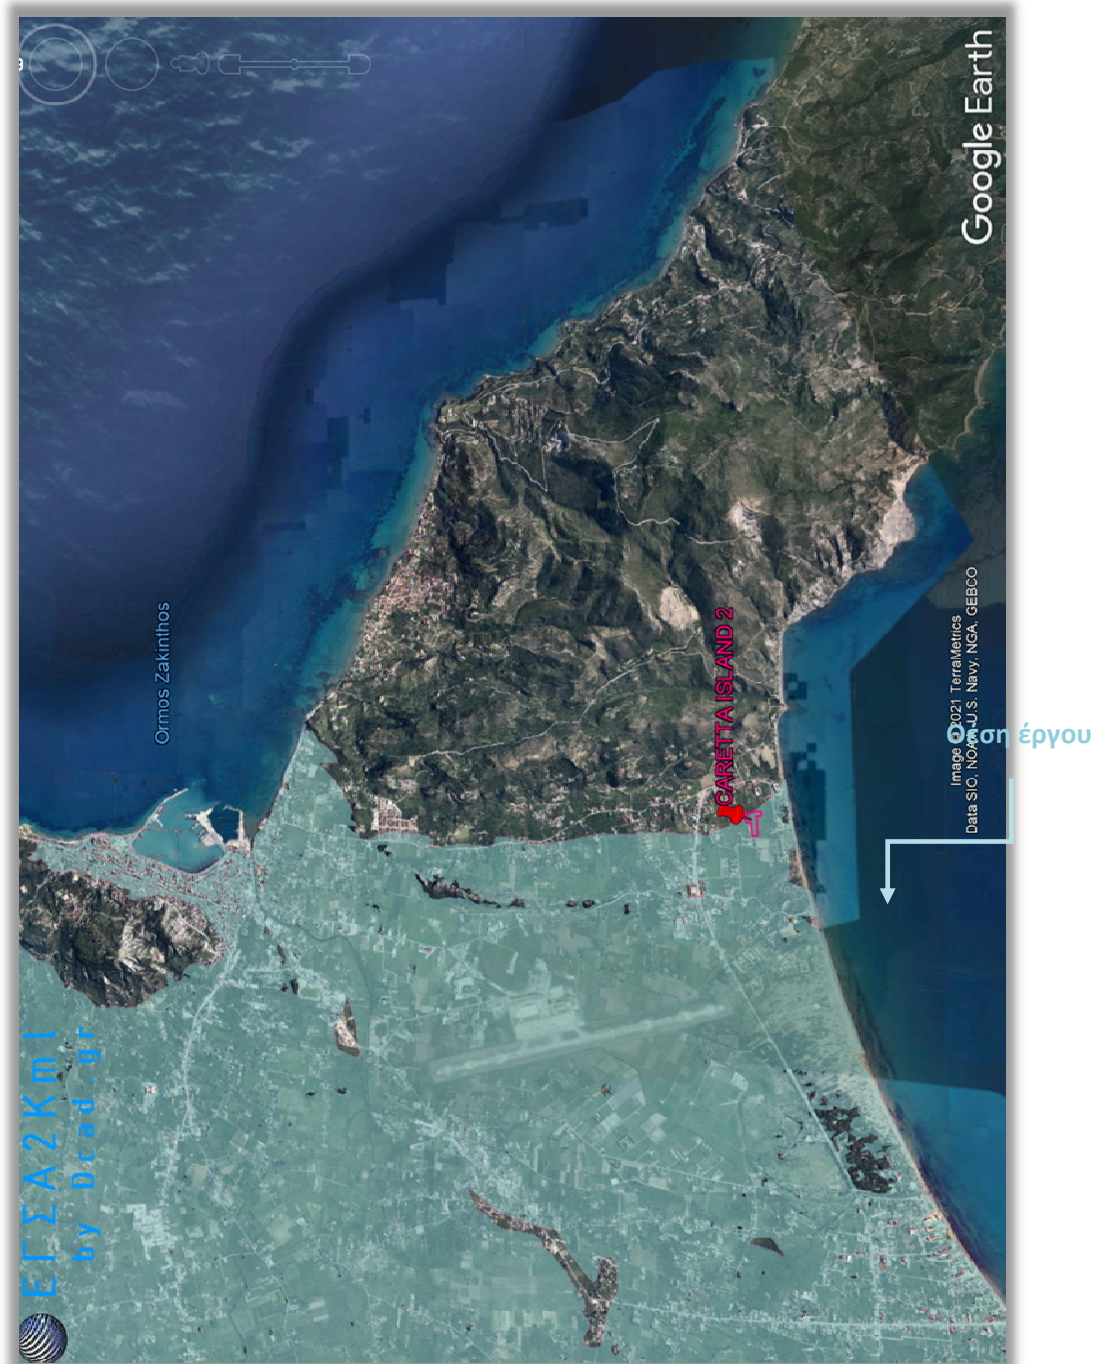 Google Earth
Ormos Zakinthos
CARETTA ISLAND 2
Image © 2021 TerraMetrics
Data SIO, NOAA, U.S. Navy, NGA, GEBCO
Θέση έργου
ΕΓΣΑ2Kml
by Dcad.gr